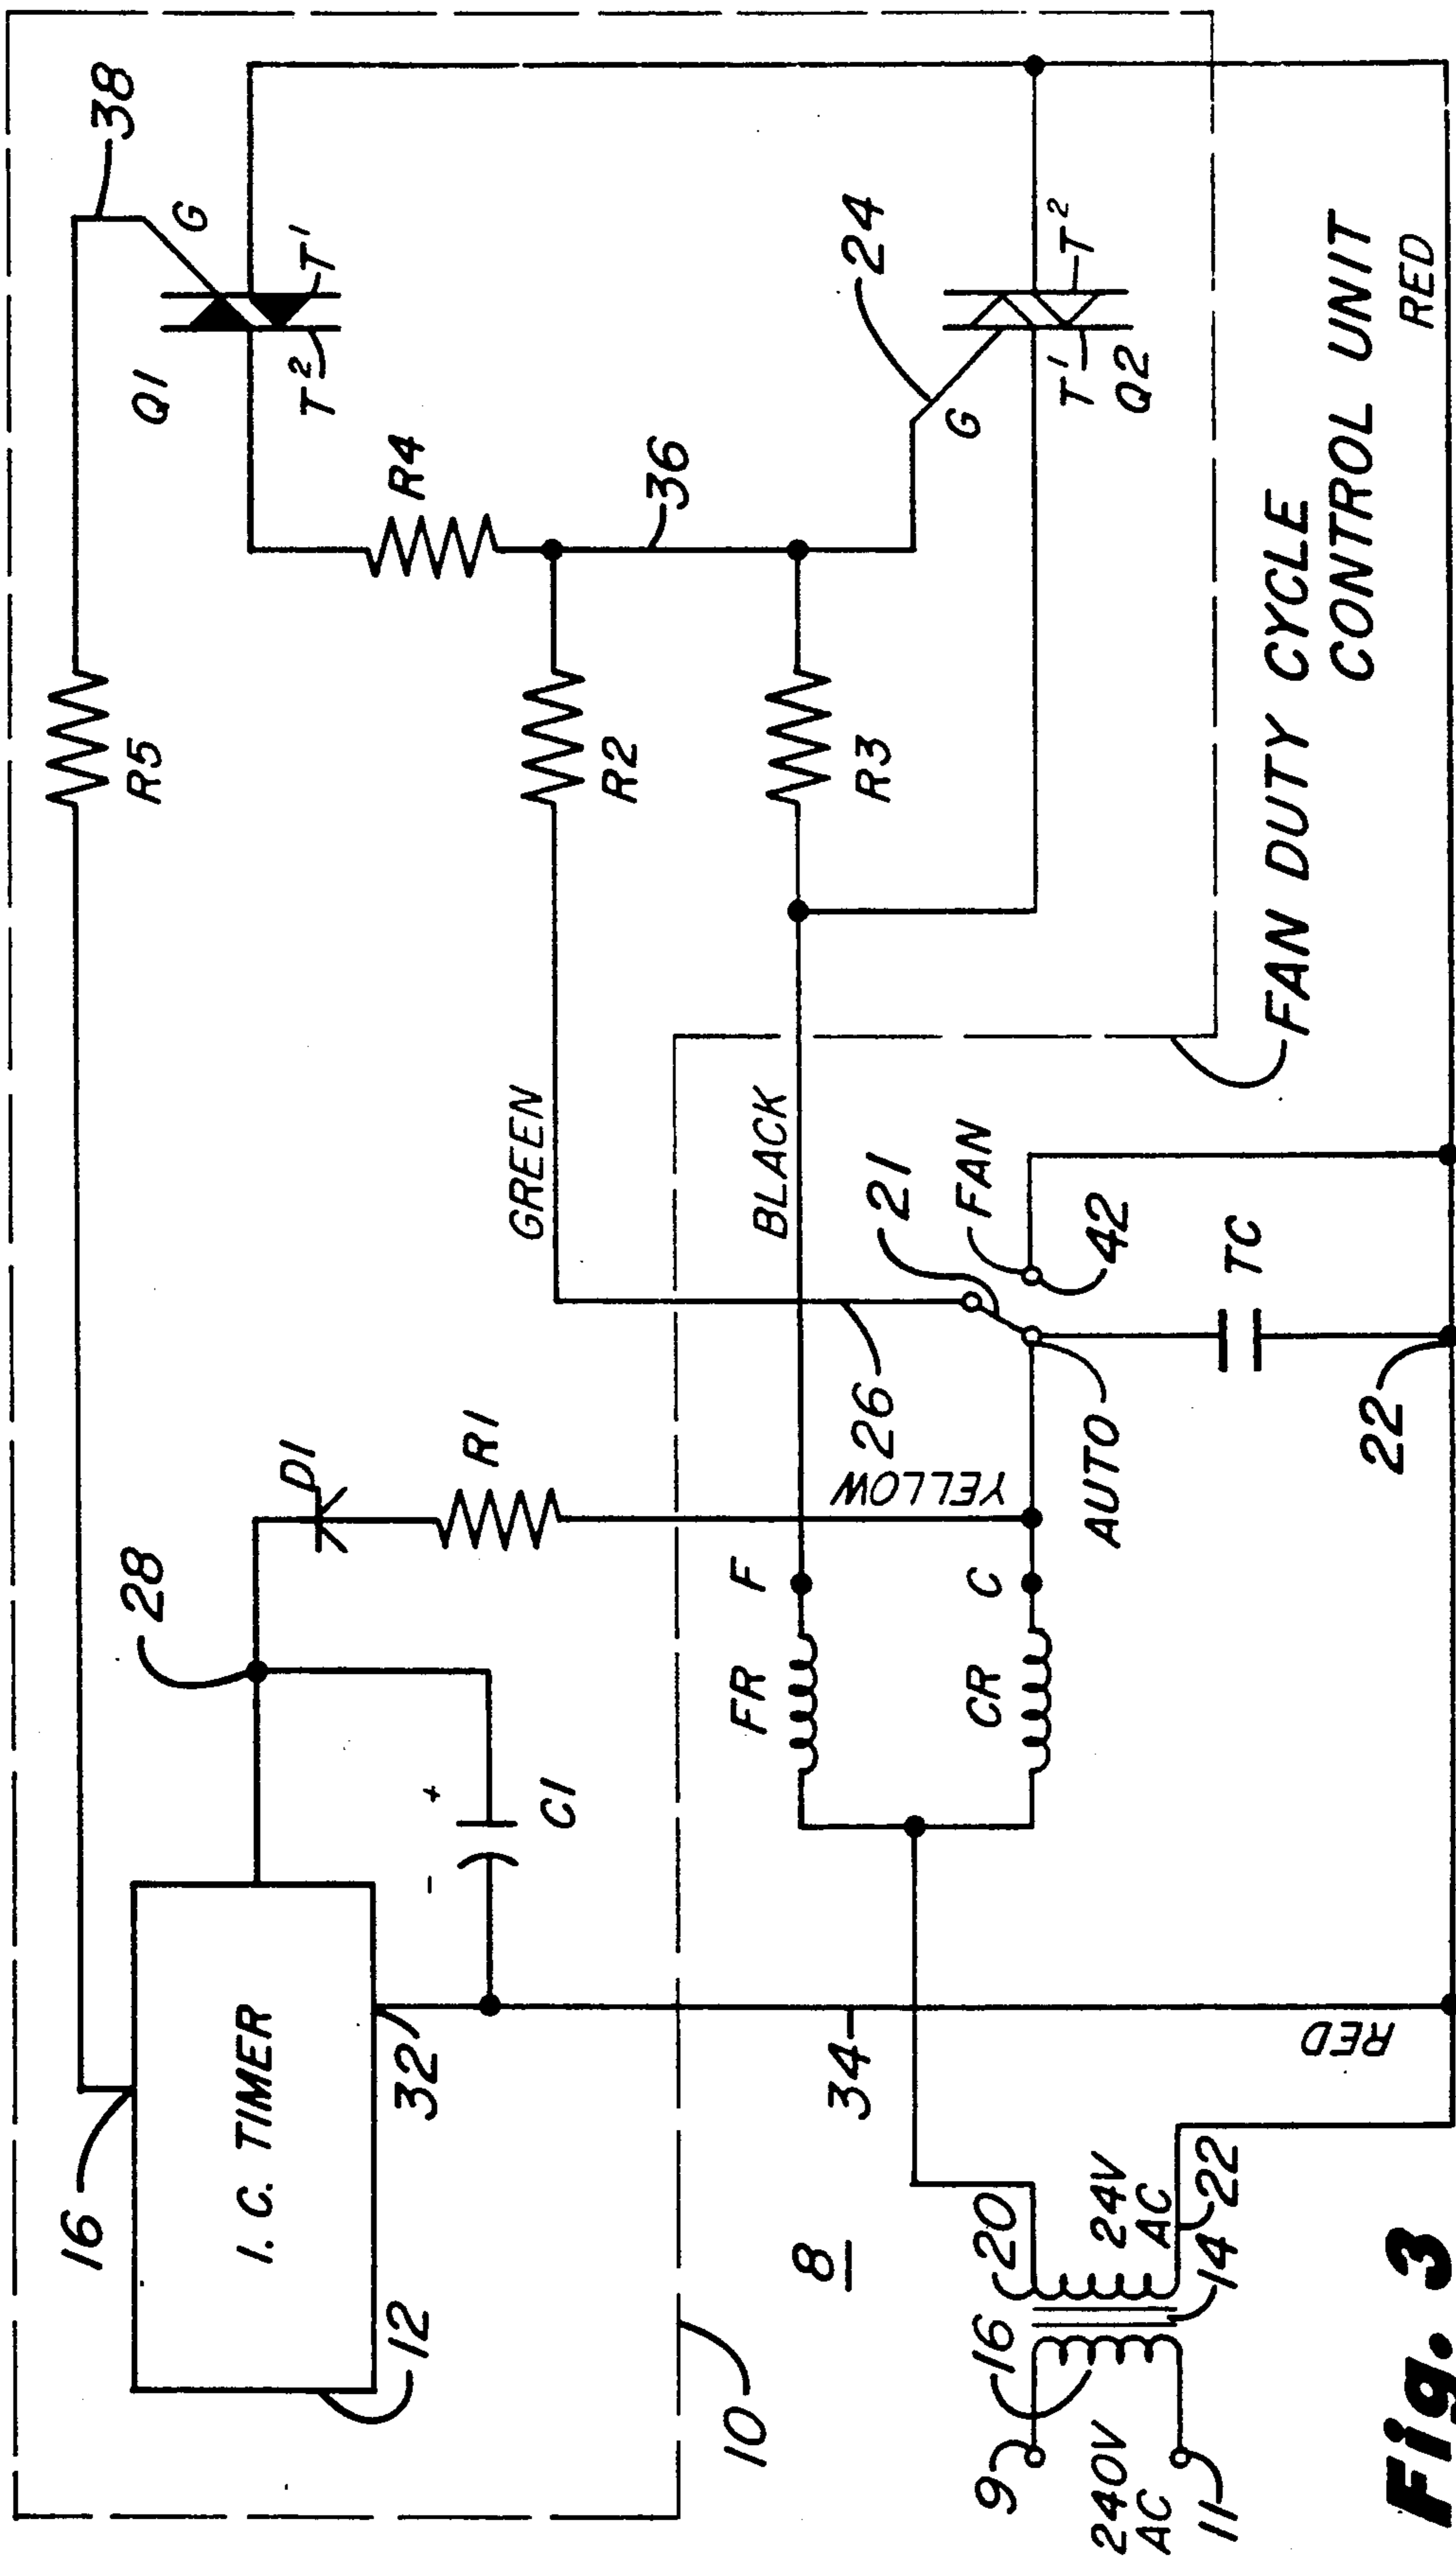 38
G
Q1
T1
T2
R4
36
24
G
T1
T2
Q2
R5
R2
R3
FAN DUTY CYCLE
CONTROL UNIT
RED
GREEN
BLACK
21
FAN
42
TC
26
YELLOW
AUTO
22
D1
R1
28
F
C
FR
CR
+
-
C1
16
I. C. TIMER
32
12
34
RED
8
10
20
24V
AC
22
14
16
9
240V
AC
11
Fig. 3